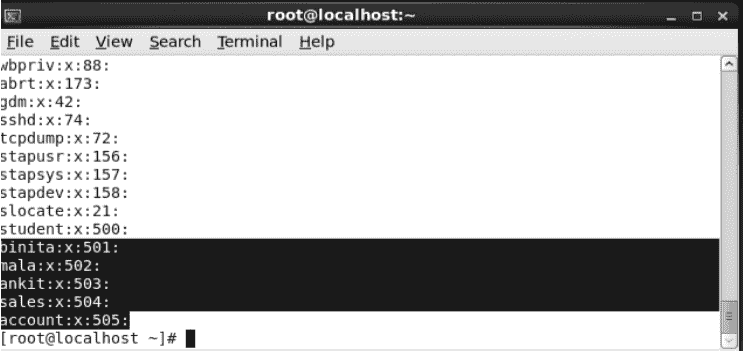 root@localhost:~
File Edit View Search Terminal Help
wbpriv:x:88:
abrt:x:173:
gdm:x:42:
sshd:x:74:
tcpdump:x:72:
stapusr:x:156:
stapsys:x:157:
stapdev:x:158:
slocate:x:21:
student:x:500:
binita:x:501:
mala:x:502:
ankit:x:503:
sales:x:504:
account:x:505:
[root@localhost ~]#